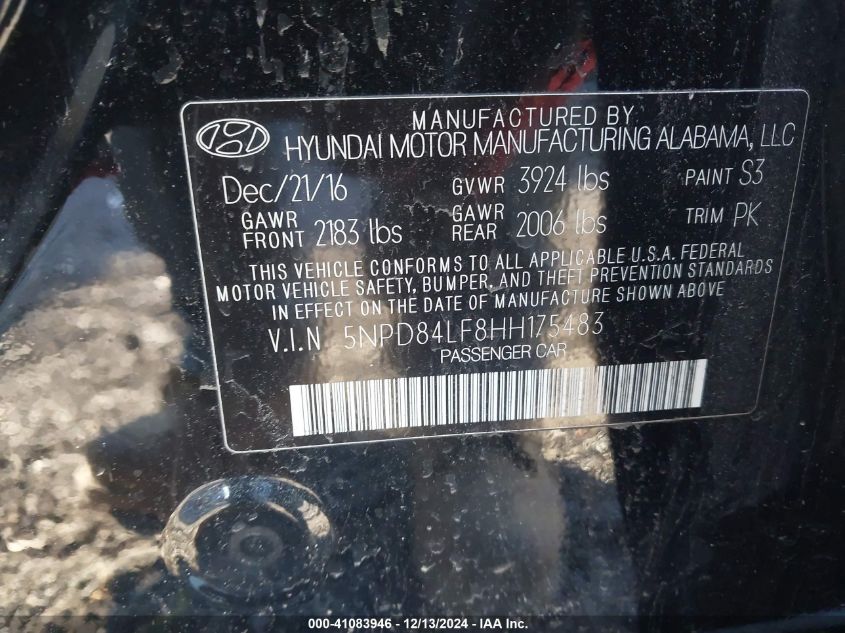 MANUFACTURED BY
HYUNDAI MOTOR MANUFACTURING ALABAMA, LLC
Dec/21/16 GVWR 3924 lbs PAINT S3
GAWR FRONT 2183 lbs GAWR REAR 2006 lbs TRIM PK
THIS VEHICLE CONFORMS TO ALL APPLICABLE U.S.A. FEDERAL
MOTOR VEHICLE SAFETY, BUMPER, AND THEFT PREVENTION STANDARDS
IN EFFECT ON THE DATE OF MANUFACTURE SHOWN ABOVE
V.I.N 5NPD84LF8HH175483
PASSENGER CAR
000-41083946 - 12/13/2024 - IAA Inc.